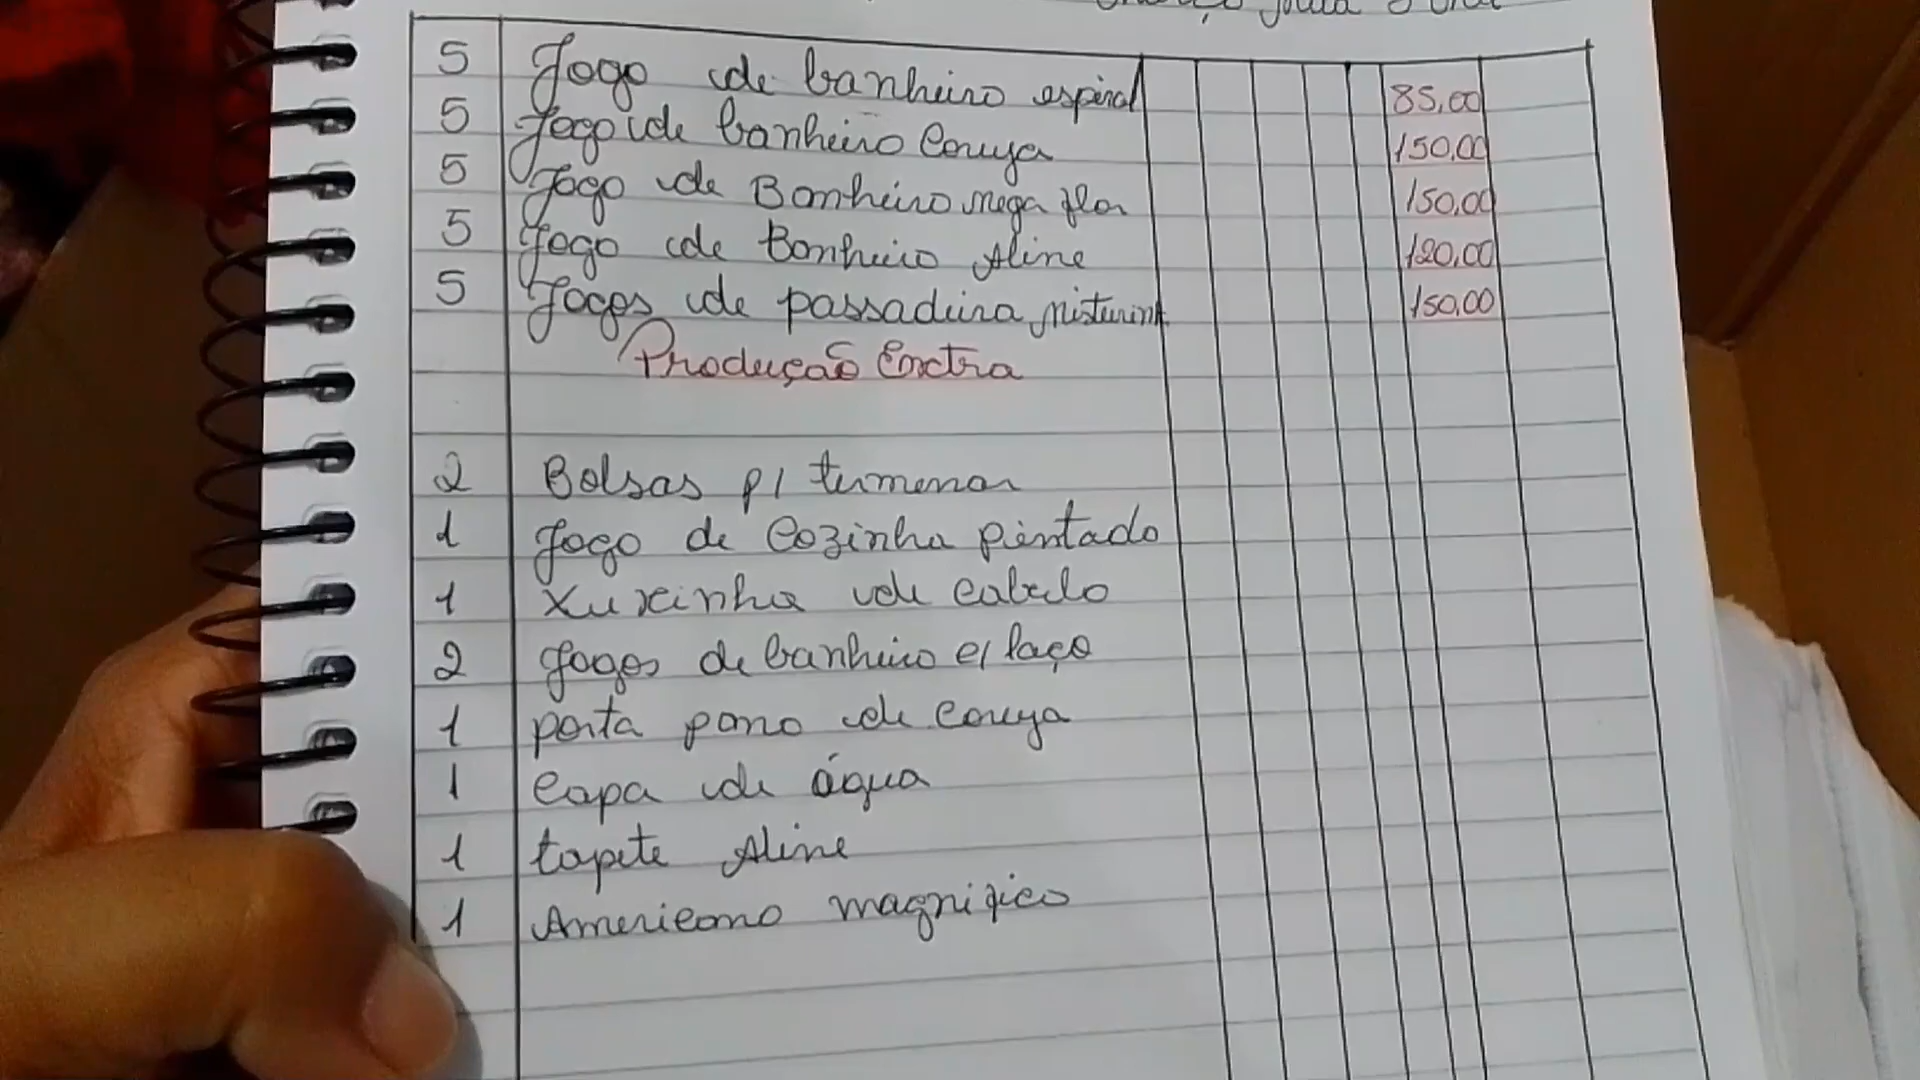 5 Jogo de banheiro espiral 85,00
5 Jogo de banheiro Coruja 150,00
5 Jogo de Banheiro mega flor 150,00
5 Jogo de Banheiro Aline 120,00
5 Jogos de passadeira misturinh 150,00
Produção Exctra
2 Bolsas p/ terminar
1 Jogo de Cozinha pintado
1 Xuxinha de Cabelo
2 Jogos de banheiro c/ laço
1 porta pano de Coruja
1 Capa de água
1 tapete Aline
1 Americano magnifico